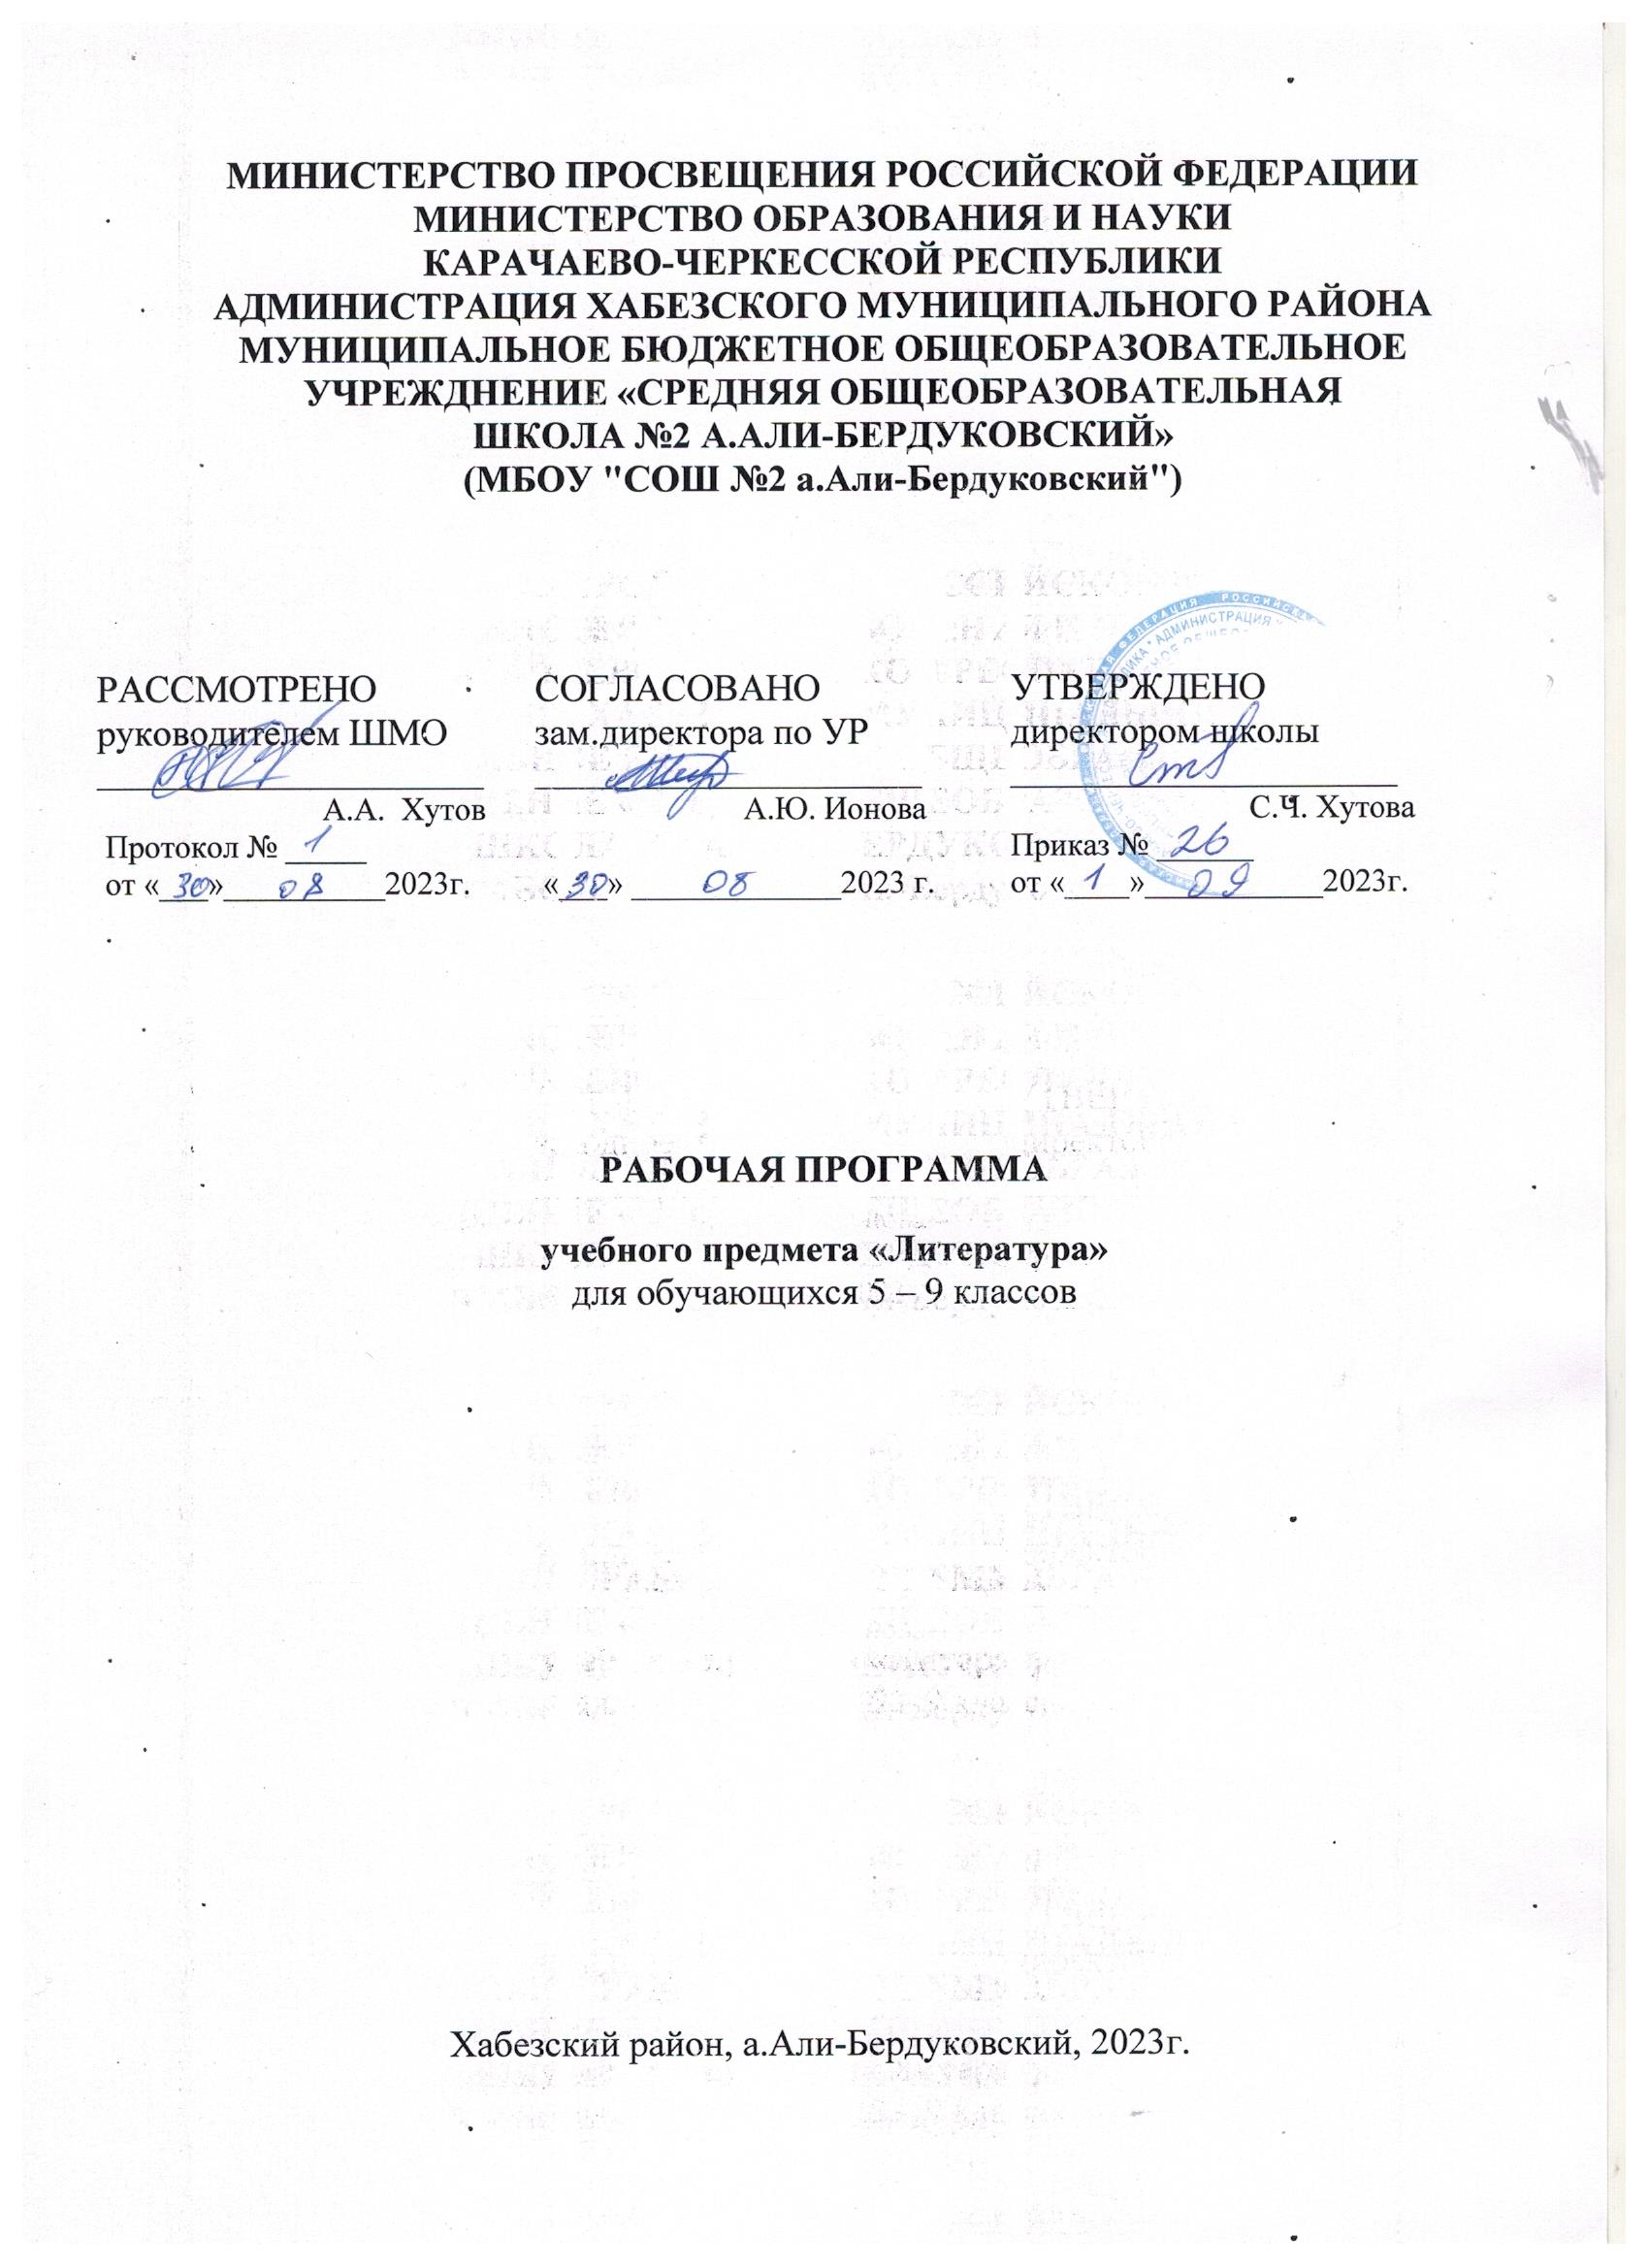 МИНИСТЕРСТВО ПРОСВЕЩЕНИЯ РОССИЙСКОЙ ФЕДЕРАЦИИ
МИНИСТЕРСТВО ОБРАЗОВАНИЯ И НАУКИ
КАРАЧАЕВО-ЧЕРКЕССКОЙ РЕСПУБЛИКИ
АДМИНИСТРАЦИЯ ХАБЕЗСКОГО МУНИЦИПАЛЬНОГО РАЙОНА
МУНИЦИПАЛЬНОЕ БЮДЖЕТНОЕ ОБЩЕОБРАЗОВАТЕЛЬНОЕ
УЧРЕЖДНЕНИЕ «СРЕДНЯЯ ОБЩЕОБРАЗОВАТЕЛЬНАЯ
ШКОЛА №2 А.АЛИ-БЕРДУКОВСКИЙ»
(МБОУ "СОШ №2 а.Али-Бердуковский")
РАССМОТРЕНО
руководителем ШМО
А.А. Хутов
Протокол № 1
от «30» 08 2023г.
СОГЛАСОВАНО
зам.директора по УР
А.Ю. Ионова
«30» 08 2023 г.
УТВЕРЖДЕНО
директором школы
С.Ч. Хутова
Приказ № 26
от «1» 09 2023г.
РАБОЧАЯ ПРОГРАММА
учебного предмета «Литература»
для обучающихся 5 – 9 классов
Хабезский район, а.Али-Бердуковский, 2023г.